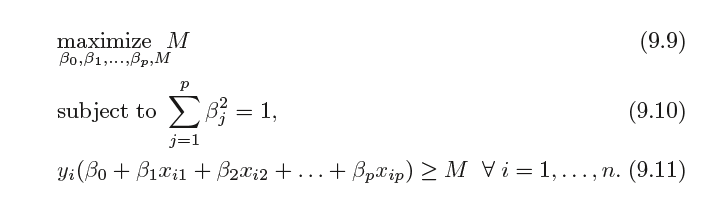 maximize M (9.9)
β₀,β₁,...,βₚ,M
subject to ∑ⱼ₌₁ᵖ βⱼ² = 1, (9.10)
yᵢ(β₀ + β₁xᵢ₁ + β₂xᵢ₂ + ... + βₚxᵢₚ) ≥ M ∀ i = 1, ..., n. (9.11)